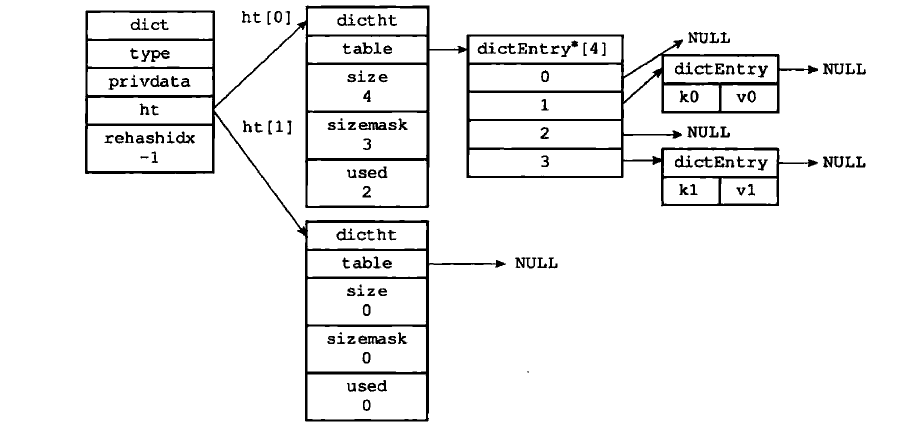 dict
type
privdata
ht
rehashidx
-1
ht[0]
ht[1]
dictht
table
size
4
sizemask
3
used
2
dictEntry*[4]
0
1
2
3
NULL
dictEntry
k0 v0
NULL
NULL
dictEntry
k1 v1
NULL
dictht
table
NULL
size
0
sizemask
0
used
0